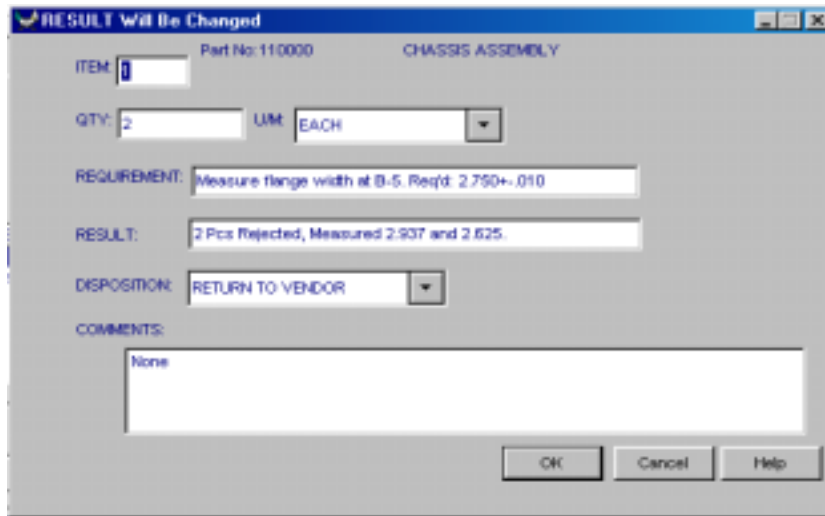 RESULT Will Be Changed
Part No: 110000 CHASSIS ASSEMBLY
ITEM: 1
QTY: 2 U/M: EACH
REQUIREMENT: Measure flange width at B-5. Req'd: 2.750+-.010
RESULT: 2 Pcs Rejected, Measured 2.937 and 2.625.
DISPOSITION: RETURN TO VENDOR
COMMENTS:
None
OK Cancel Help